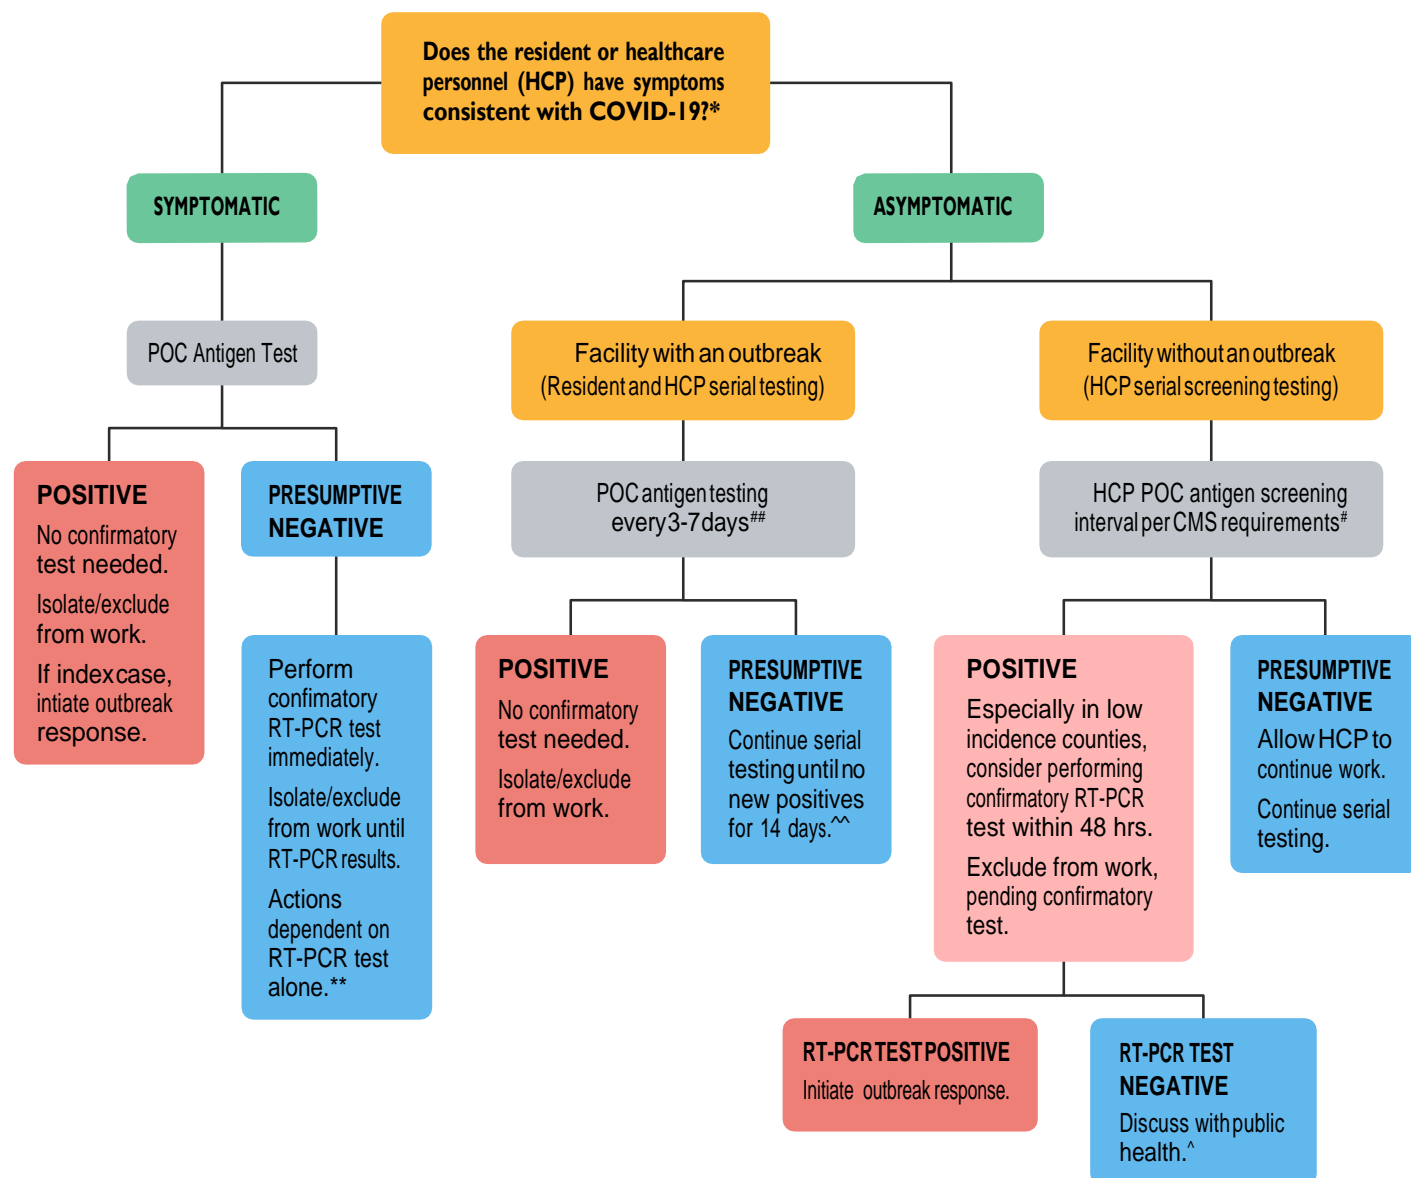 Does the resident or healthcare
personnel (HCP) have symptoms
consistent with COVID-19?*
SYMPTOMATIC
ASYMPTOMATIC
POC Antigen Test
Facility with an outbreak
(Resident and HCP serial testing)
Facility without an outbreak
(HCP serial screening testing)
POSITIVE
No confirmatory
test needed.
Isolate/exclude
from work.
If index case,
intiate outbreak
response.
PRESUMPTIVE
NEGATIVE
Perform
confimatory
RT-PCR test
immediately.
Isolate/exclude
from work until
RT-PCR results.
Actions
dependent on
RT-PCR test
alone.**
POC antigen testing
every 3-7 days##
HCP POC antigen screening
interval per CMS requirements#
POSITIVE
No confirmatory
test needed.
Isolate/exclude
from work.
PRESUMPTIVE
NEGATIVE
Continue serial
testing until no
new positives
for 14 days.^^
POSITIVE
Especially in low
incidence counties,
consider performing
confirmatory RT-PCR
test within 48 hrs.
Exclude from work,
pending confirmatory
test.
PRESUMPTIVE
NEGATIVE
Allow HCP to
continue work.
Continue serial
testing.
RT-PCR TEST POSITIVE
Initiate outbreak response.
RT-PCR TEST
NEGATIVE
Discuss with public
health.^